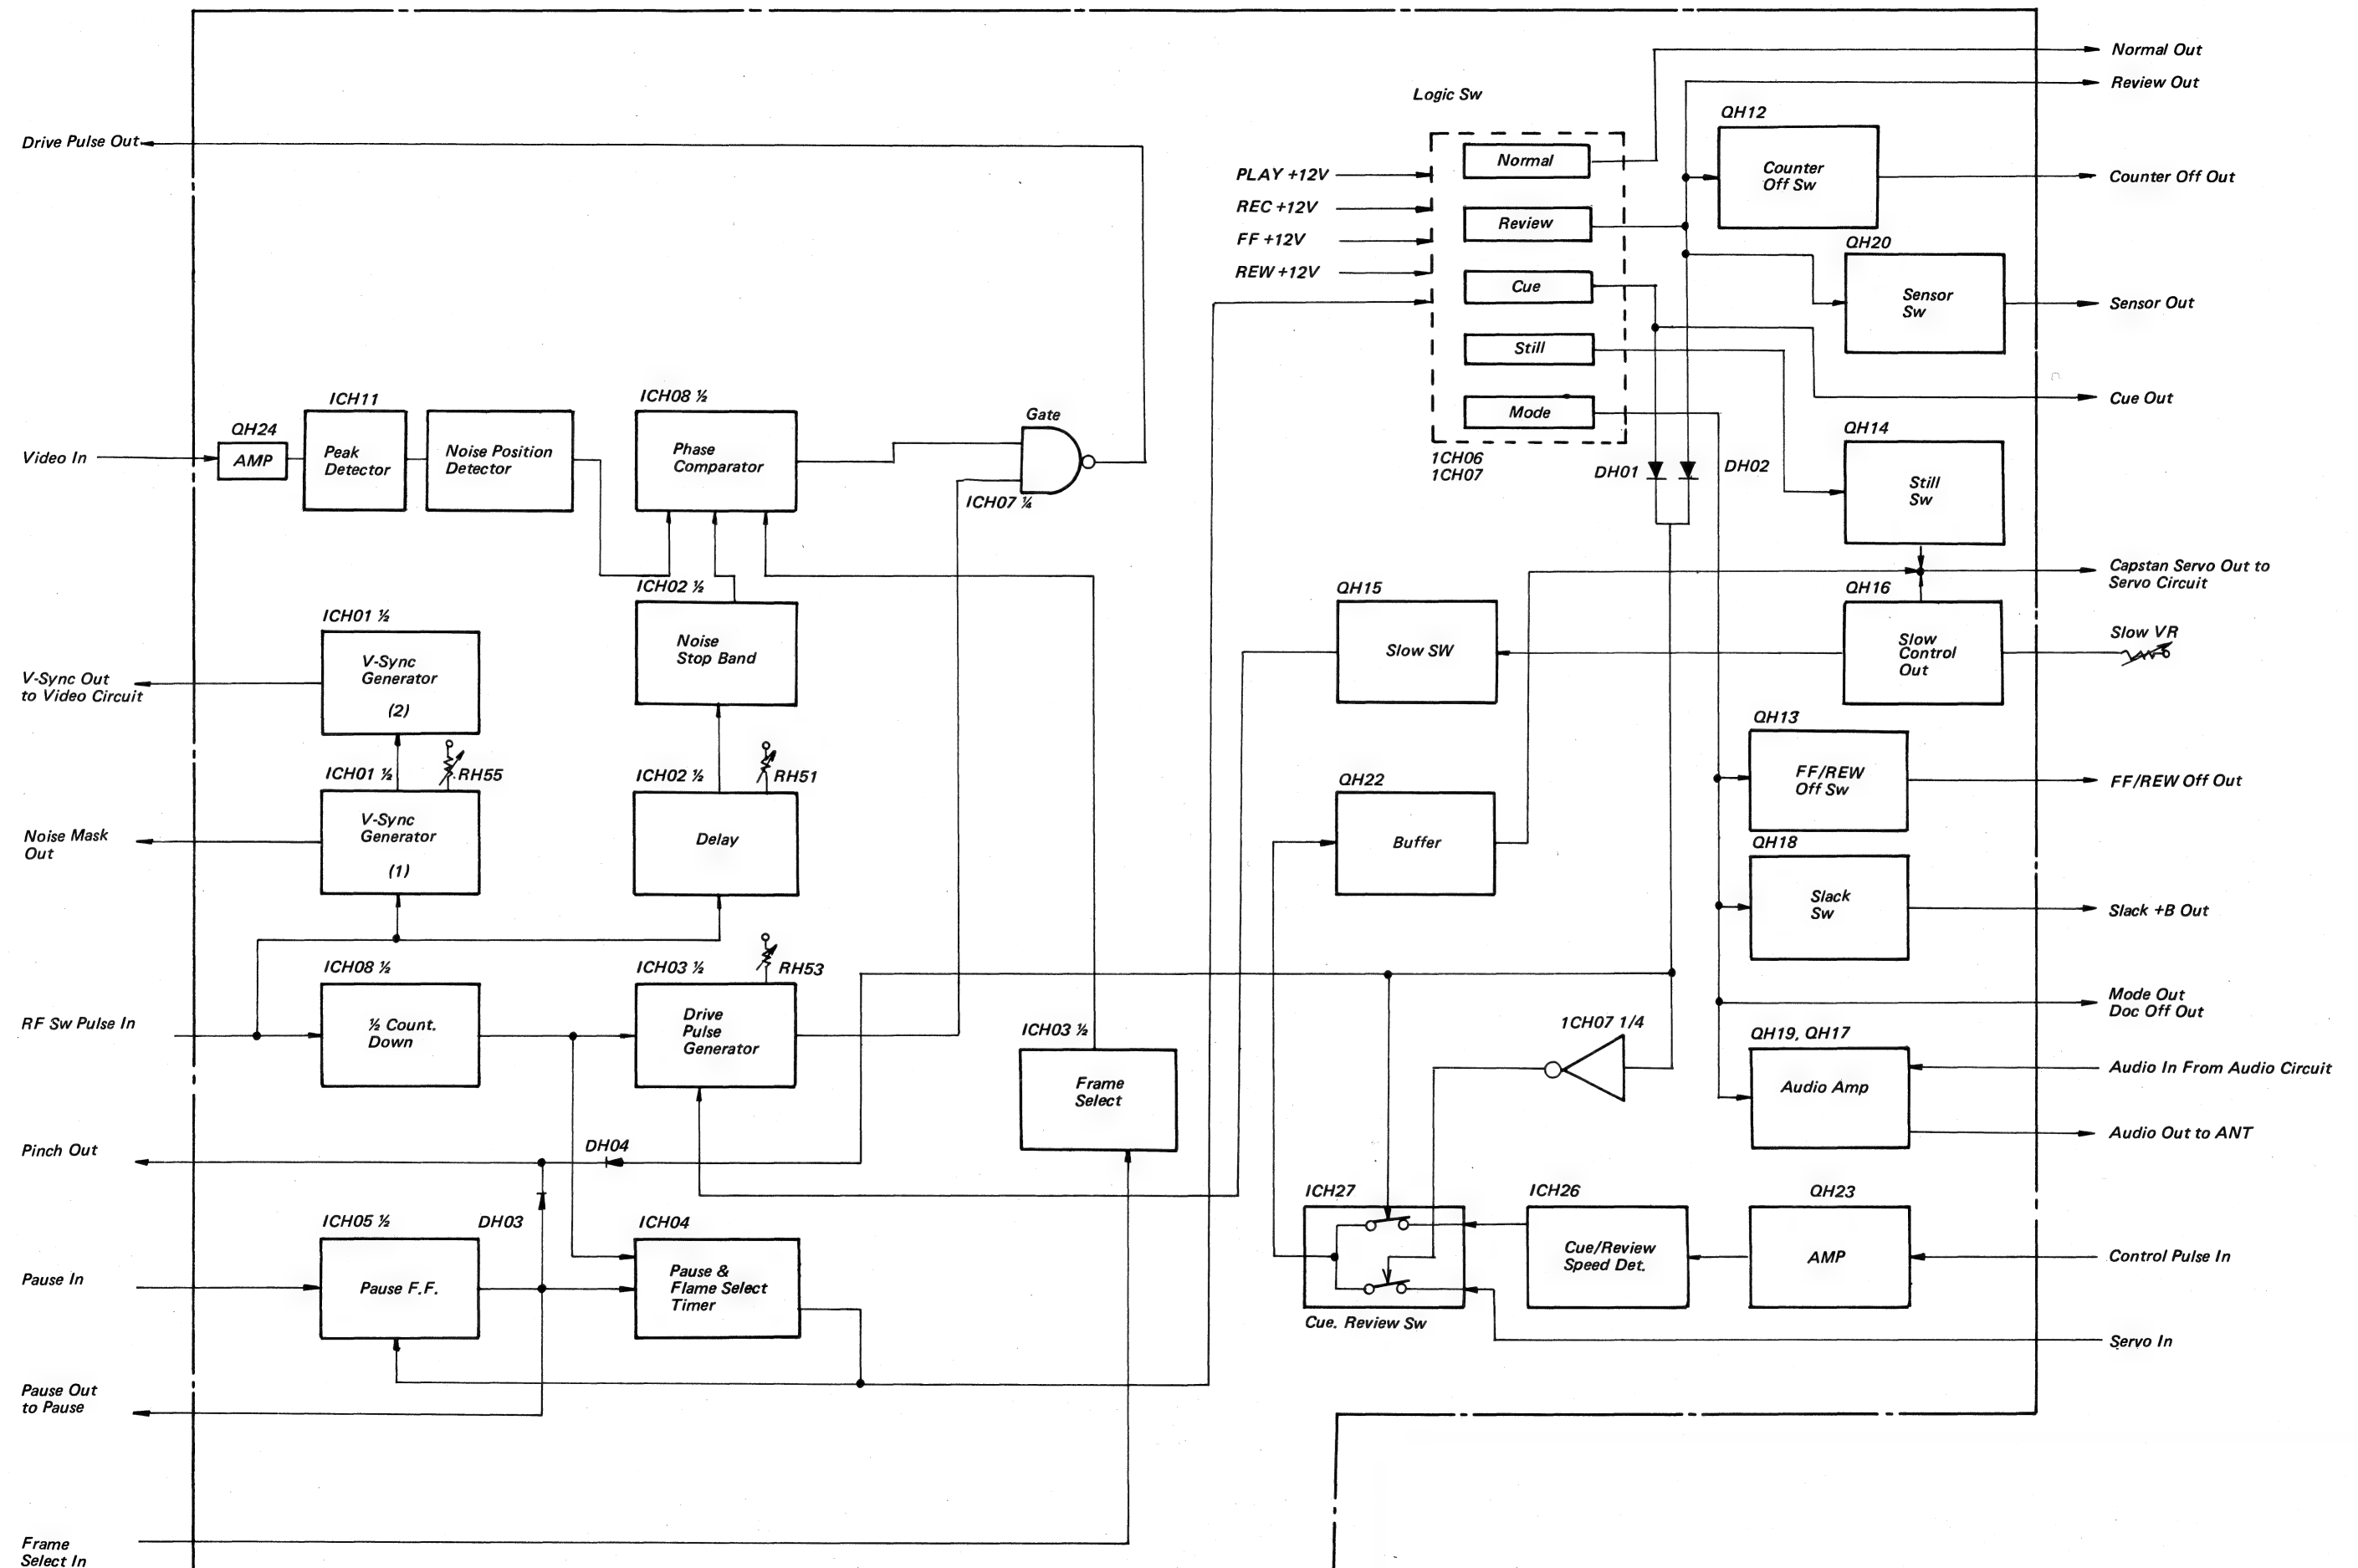 Normal Out
Review Out
Logic Sw
QH12
Drive Pulse Out
Normal
Counter
Off Sw
PLAY +12V
Counter Off Out
REC +12V
Review
FF +12V
QH20
REW +12V
Cue
Sensor
Sw
Sensor Out
Still
ICH11
ICH08 ½
Cue Out
Mode
Gate
QH24
QH14
Video In
AMP
Peak
Detector
Noise Position
Detector
Phase
Comparator
1CH06
1CH07
DH01
DH02
Still
Sw
ICH07 ¼
Capstan Servo Out to
Servo Circuit
ICH02 ½
QH15
QH16
ICH01 ½
Slow VR
Noise
Stop Band
Slow SW
Slow
Control
Out
V-Sync
Generator
(2)
V-Sync Out
to Video Circuit
QH13
ICH01 ½
RH55
ICH02 ½
RH51
QH22
FF/REW
Off Sw
FF/REW Off Out
V-Sync
Generator
(1)
Noise Mask
Out
Delay
Buffer
QH18
Slack
Sw
Slack +B Out
ICH08 ½
ICH03 ½
RH53
Mode Out
Doc Off Out
RF Sw Pulse In
½ Count.
Down
Drive
Pulse
Generator
ICH03 ½
1CH07 1/4
QH19, QH17
Frame
Select
Audio Amp
Audio In From Audio Circuit
Audio Out to ANT
Pinch Out
DH04
ICH27
ICH26
QH23
ICH05 ½
DH03
ICH04
Cue/Review
Speed Det.
AMP
Control Pulse In
Pause In
Pause F.F.
Pause &
Flame Select
Timer
Cue. Review Sw
Servo In
Pause Out
to Pause
Frame
Select In